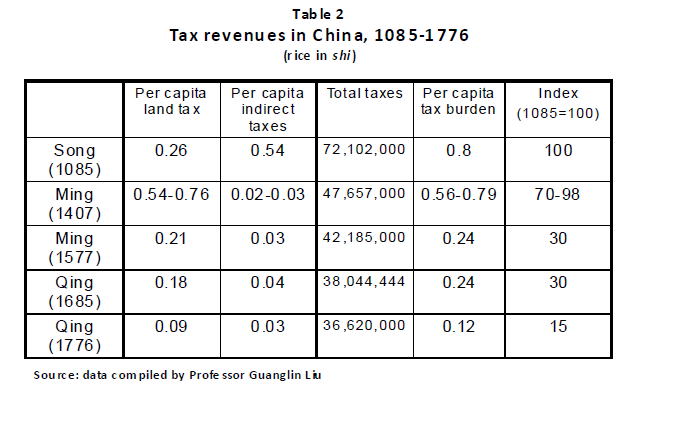 Table 2
Tax revenues in China, 1085-1776
(rice in shi)
Per capita land tax Per capita indirect taxes Total taxes Per capita tax burden Index (1085=100)
Song (1085) 0.26 0.54 72,102,000 0.8 100
Ming (1407) 0.54-0.76 0.02-0.03 47,657,000 0.56-0.79 70-98
Ming (1577) 0.21 0.03 42,185,000 0.24 30
Qing (1685) 0.18 0.04 38,044,444 0.24 30
Qing (1776) 0.09 0.03 36,620,000 0.12 15
Source: data compiled by Professor Guanglin Liu